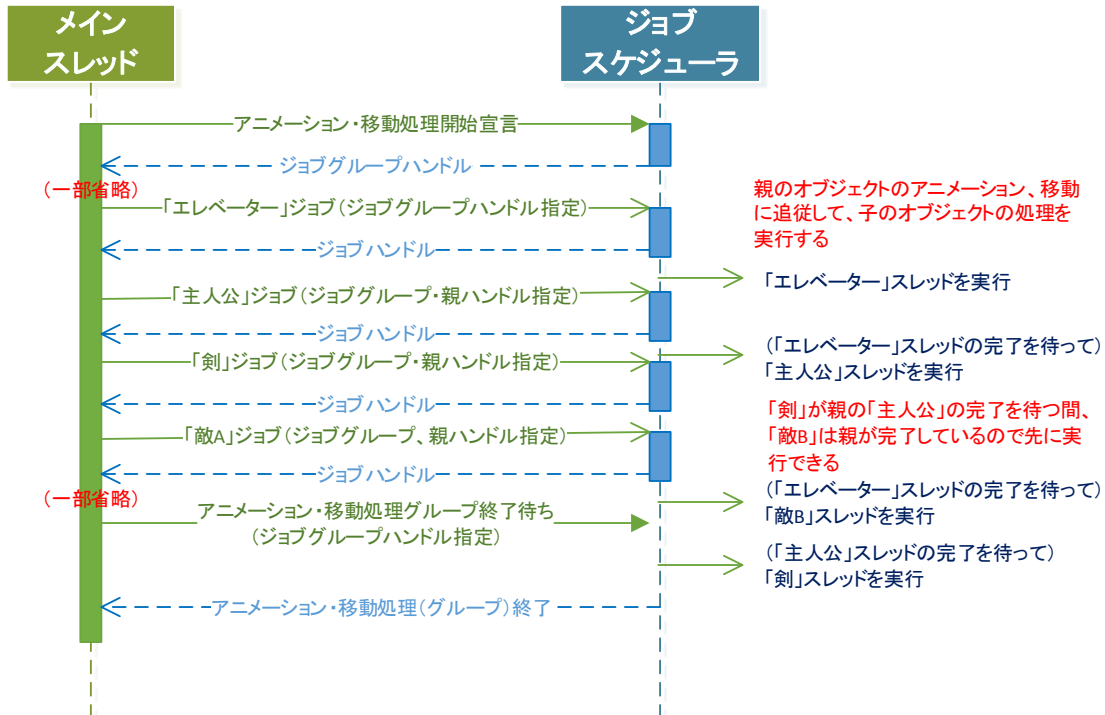 メイン
スレッド
ジョブ
スケジューラ
アニメーション・移動処理開始宣言
ジョブグループハンドル
(一部省略)
「エレベーター」ジョブ(ジョブグループハンドル指定)
親のオブジェクトのアニメーション、移動
に追従して、子のオブジェクトの処理を
実行する
ジョブハンドル
「エレベーター」スレッドを実行
「主人公」ジョブ(ジョブグループ・親ハンドル指定)
ジョブハンドル
(「エレベーター」スレッドの完了を待って)
「主人公」スレッドを実行
「剣」ジョブ(ジョブグループ・親ハンドル指定)
ジョブハンドル
「剣」が親の「主人公」の完了を待つ間、
「敵B」は親が完了しているので先に実
行できる
「敵A」ジョブ(ジョブグループ、親ハンドル指定)
ジョブハンドル
(一部省略)
(「エレベーター」スレッドの完了を待って)
「敵B」スレッドを実行
アニメーション・移動処理グループ終了待ち
(ジョブグループハンドル指定)
(「主人公」スレッドの完了を待って)
「剣」スレッドを実行
アニメーション・移動処理(グループ)終了